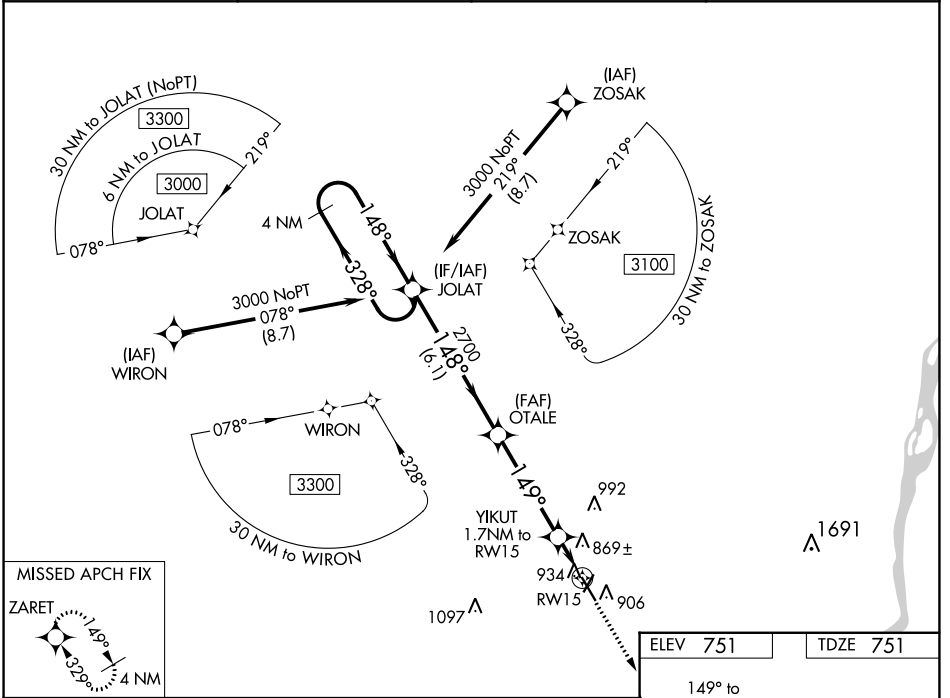 30 NM to JOLAT (NoPT)
3300
6 NM to JOLAT
3000
219°
JOLAT
078°
(IAF)
ZOSAK
3000 NoPT
219°
(8.7)
219°
ZOSAK
3100
30 NM to ZOSAK
328°
4 NM
148°
328°
(IF/IAF)
JOLAT
3000 NoPT
078°
(8.7)
(IAF)
WIRON
2700
148°
(6.1)
(FAF)
OTALE
078°
WIRON
328°
3300
30 NM to WIRON
149°
992
YIKUT
1.7NM to
RW15
869±
1691
934
RW15
906
1097
MISSED APCH FIX
ZARET
149°
329°
4 NM
ELEV 751
TDZE 751
149° to